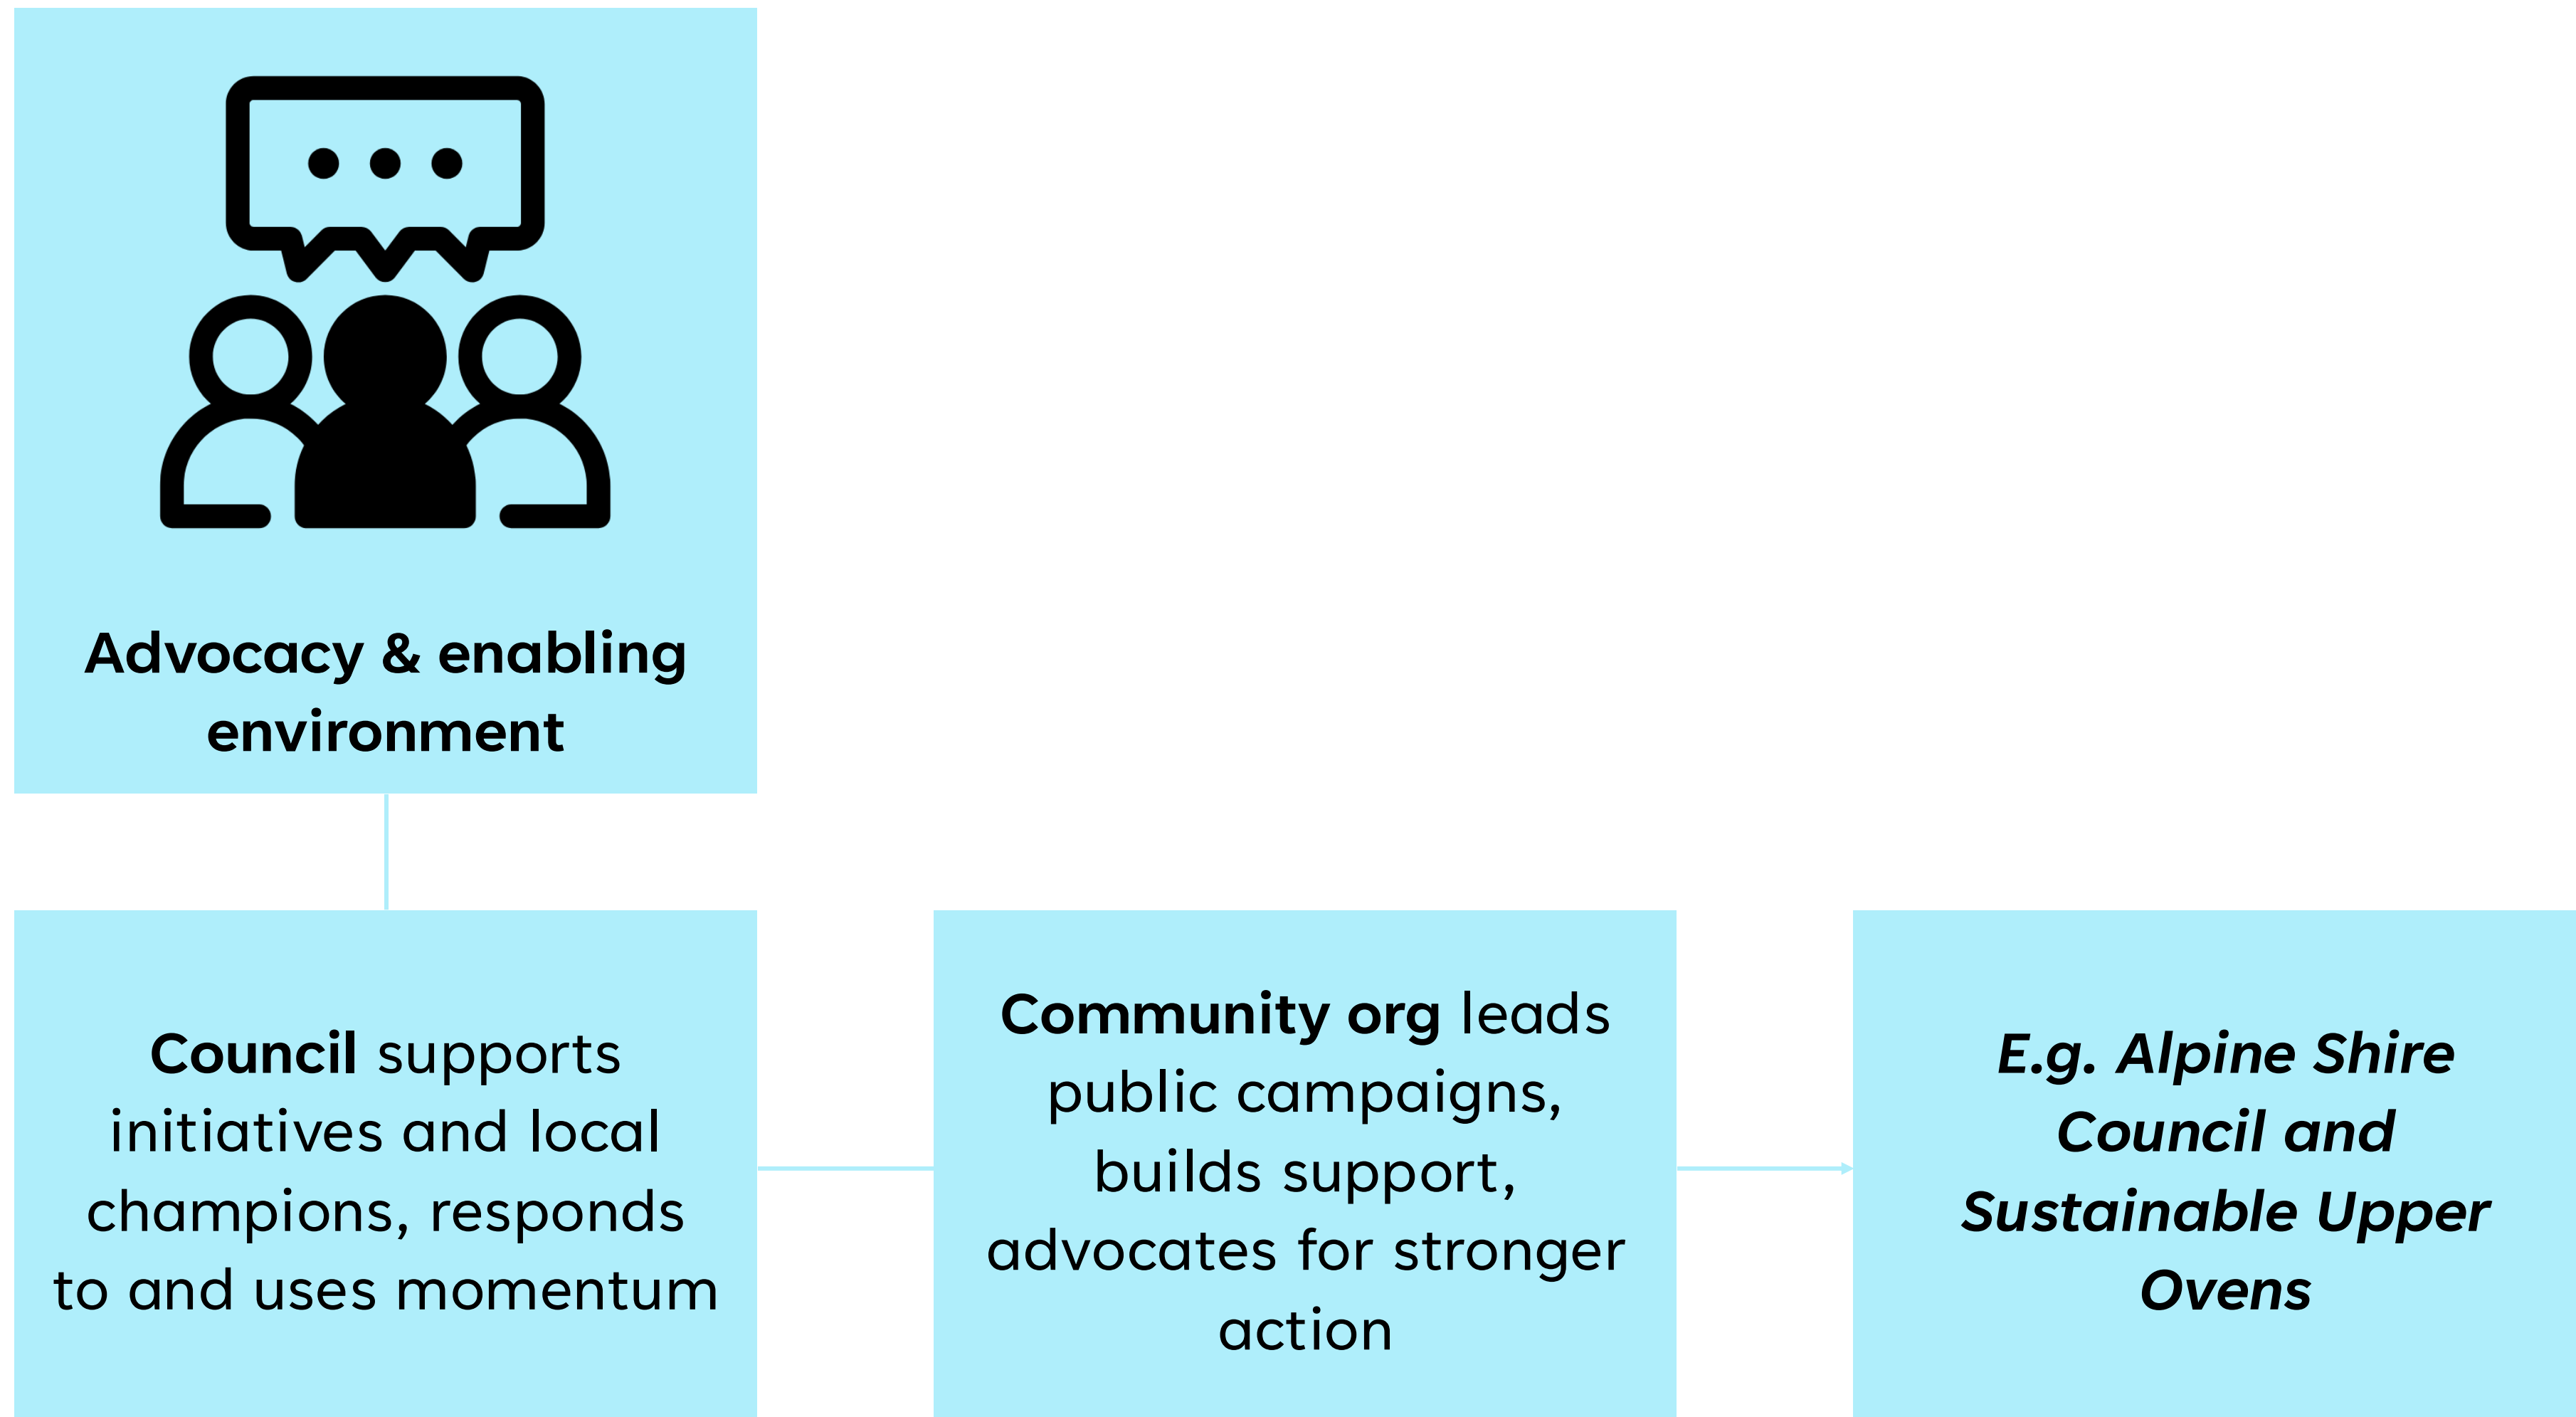 Advocacy & enabling
environment
Council supports
initiatives and local
champions, responds
to and uses momentum
Community org leads
public campaigns,
builds support,
advocates for stronger
action
E.g. Alpine Shire
Council and
Sustainable Upper
Ovens